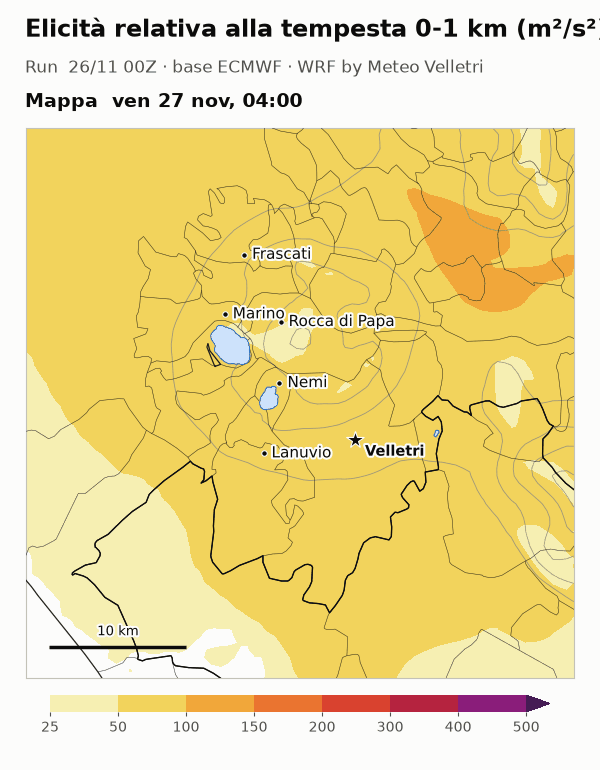 Elicità relativa alla tempesta 0-1 km (m²/s²)
Run  26/11 00Z · base ECMWF · WRF by Meteo Velletri
Mappa  ven 27 nov, 04:00
Frascati
Marino
Rocca di Papa
Nemi
Velletri
Lanuvio
10 km
25 50 100 150 200 300 400 500